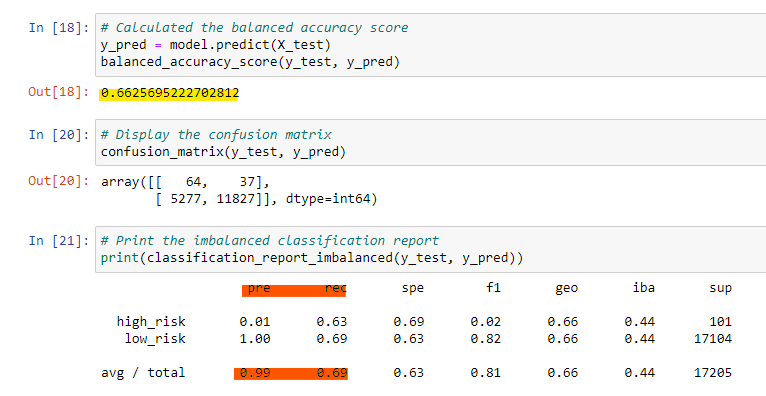 In [18]: # Calculated the balanced accuracy score
y_pred = model.predict(X_test)
balanced_accuracy_score(y_test, y_pred)
Out[18]: 0.6625695222702812
In [20]: # Display the confusion matrix
confusion_matrix(y_test, y_pred)
Out[20]: array([[   64,    37],
       [ 5277, 11827]], dtype=int64)
In [21]: # Print the imbalanced classification report
print(classification_report_imbalanced(y_test, y_pred))
pre rec spe f1 geo iba sup
high_risk 0.01 0.63 0.69 0.02 0.66 0.44 101
low_risk 1.00 0.69 0.63 0.82 0.66 0.44 17104
avg / total 0.99 0.69 0.63 0.81 0.66 0.44 17205